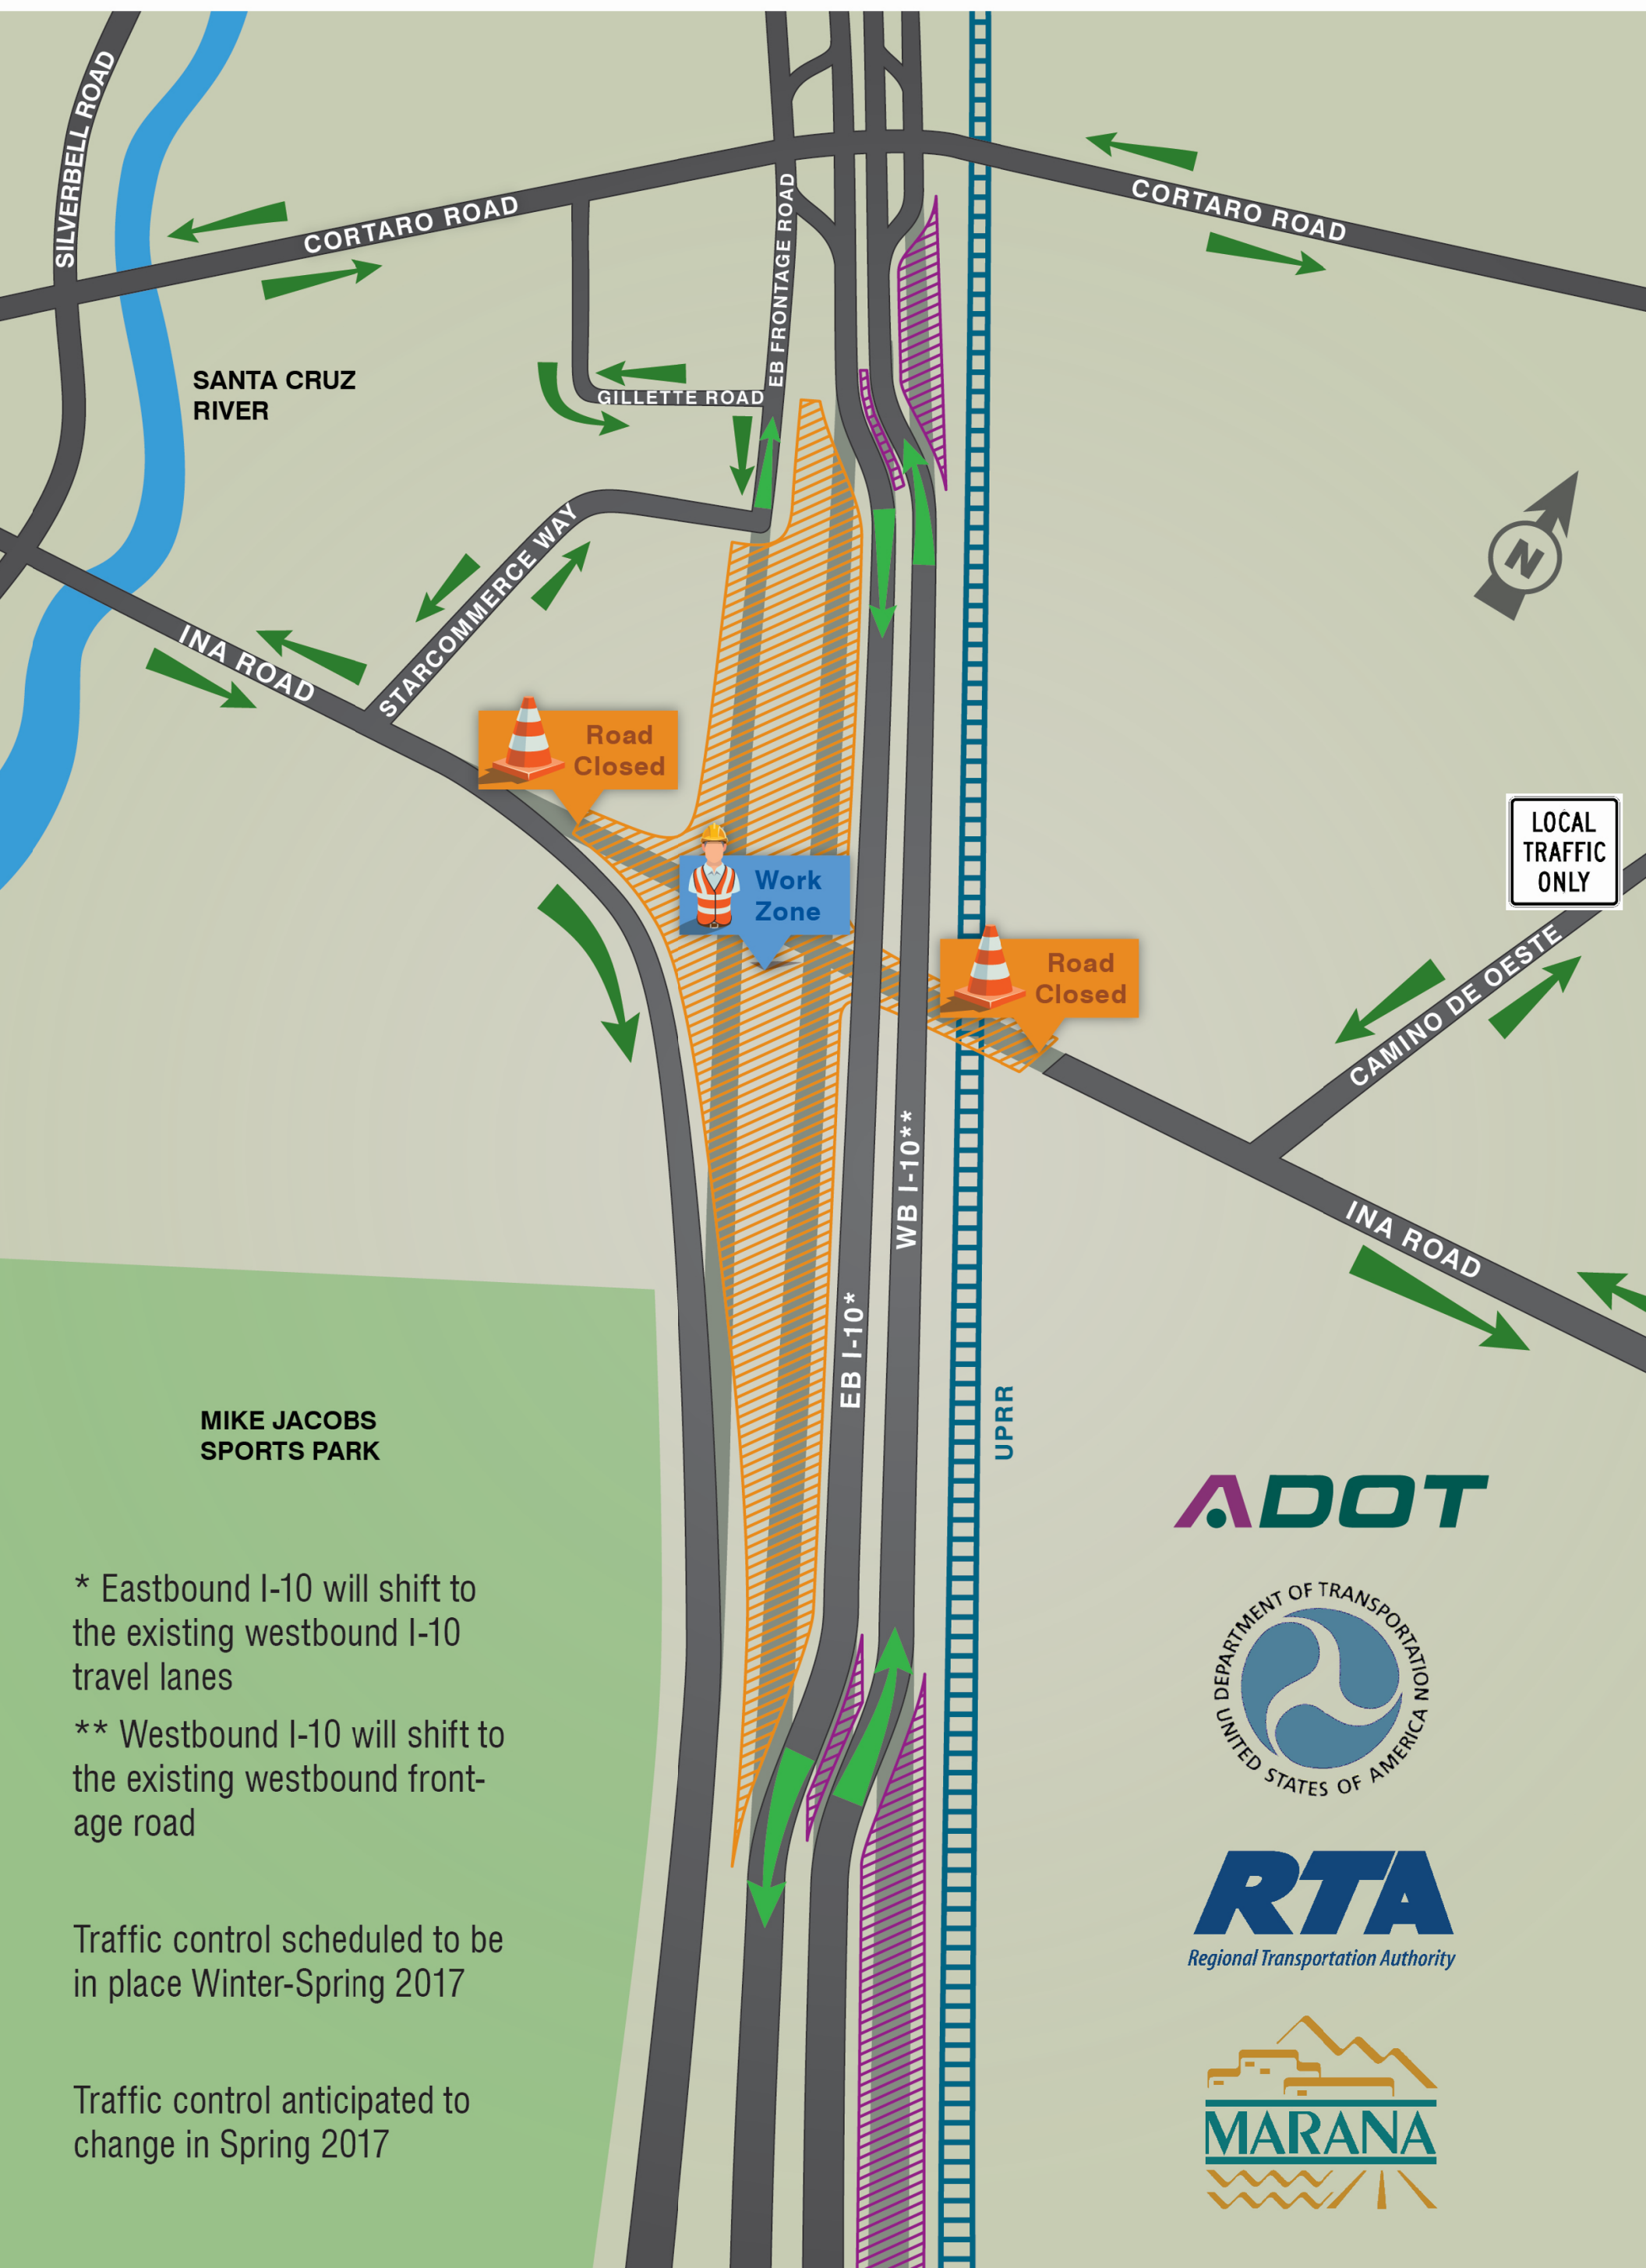 SILVERBELL ROAD
CORTARO ROAD
CORTARO ROAD
EB FRONTAGE ROAD
SANTA CRUZ
RIVER
GILLETTE ROAD
N
STARCOMMERCE WAY
INA ROAD
Road
Closed
Work
Zone
LOCAL
TRAFFIC
ONLY
Road
Closed
CAMINO DE OESTE
WB I-10**
INA ROAD
EB I-10*
UPRR
MIKE JACOBS
SPORTS PARK
ADOT
* Eastbound I-10 will shift to
the existing westbound I-10
travel lanes
** Westbound I-10 will shift to
the existing westbound front-
age road
DEPARTMENT OF TRANSPORTATION
UNITED STATES OF AMERICA
RTA
Regional Transportation Authority
Traffic control scheduled to be
in place Winter-Spring 2017
Traffic control anticipated to
change in Spring 2017
MARANA